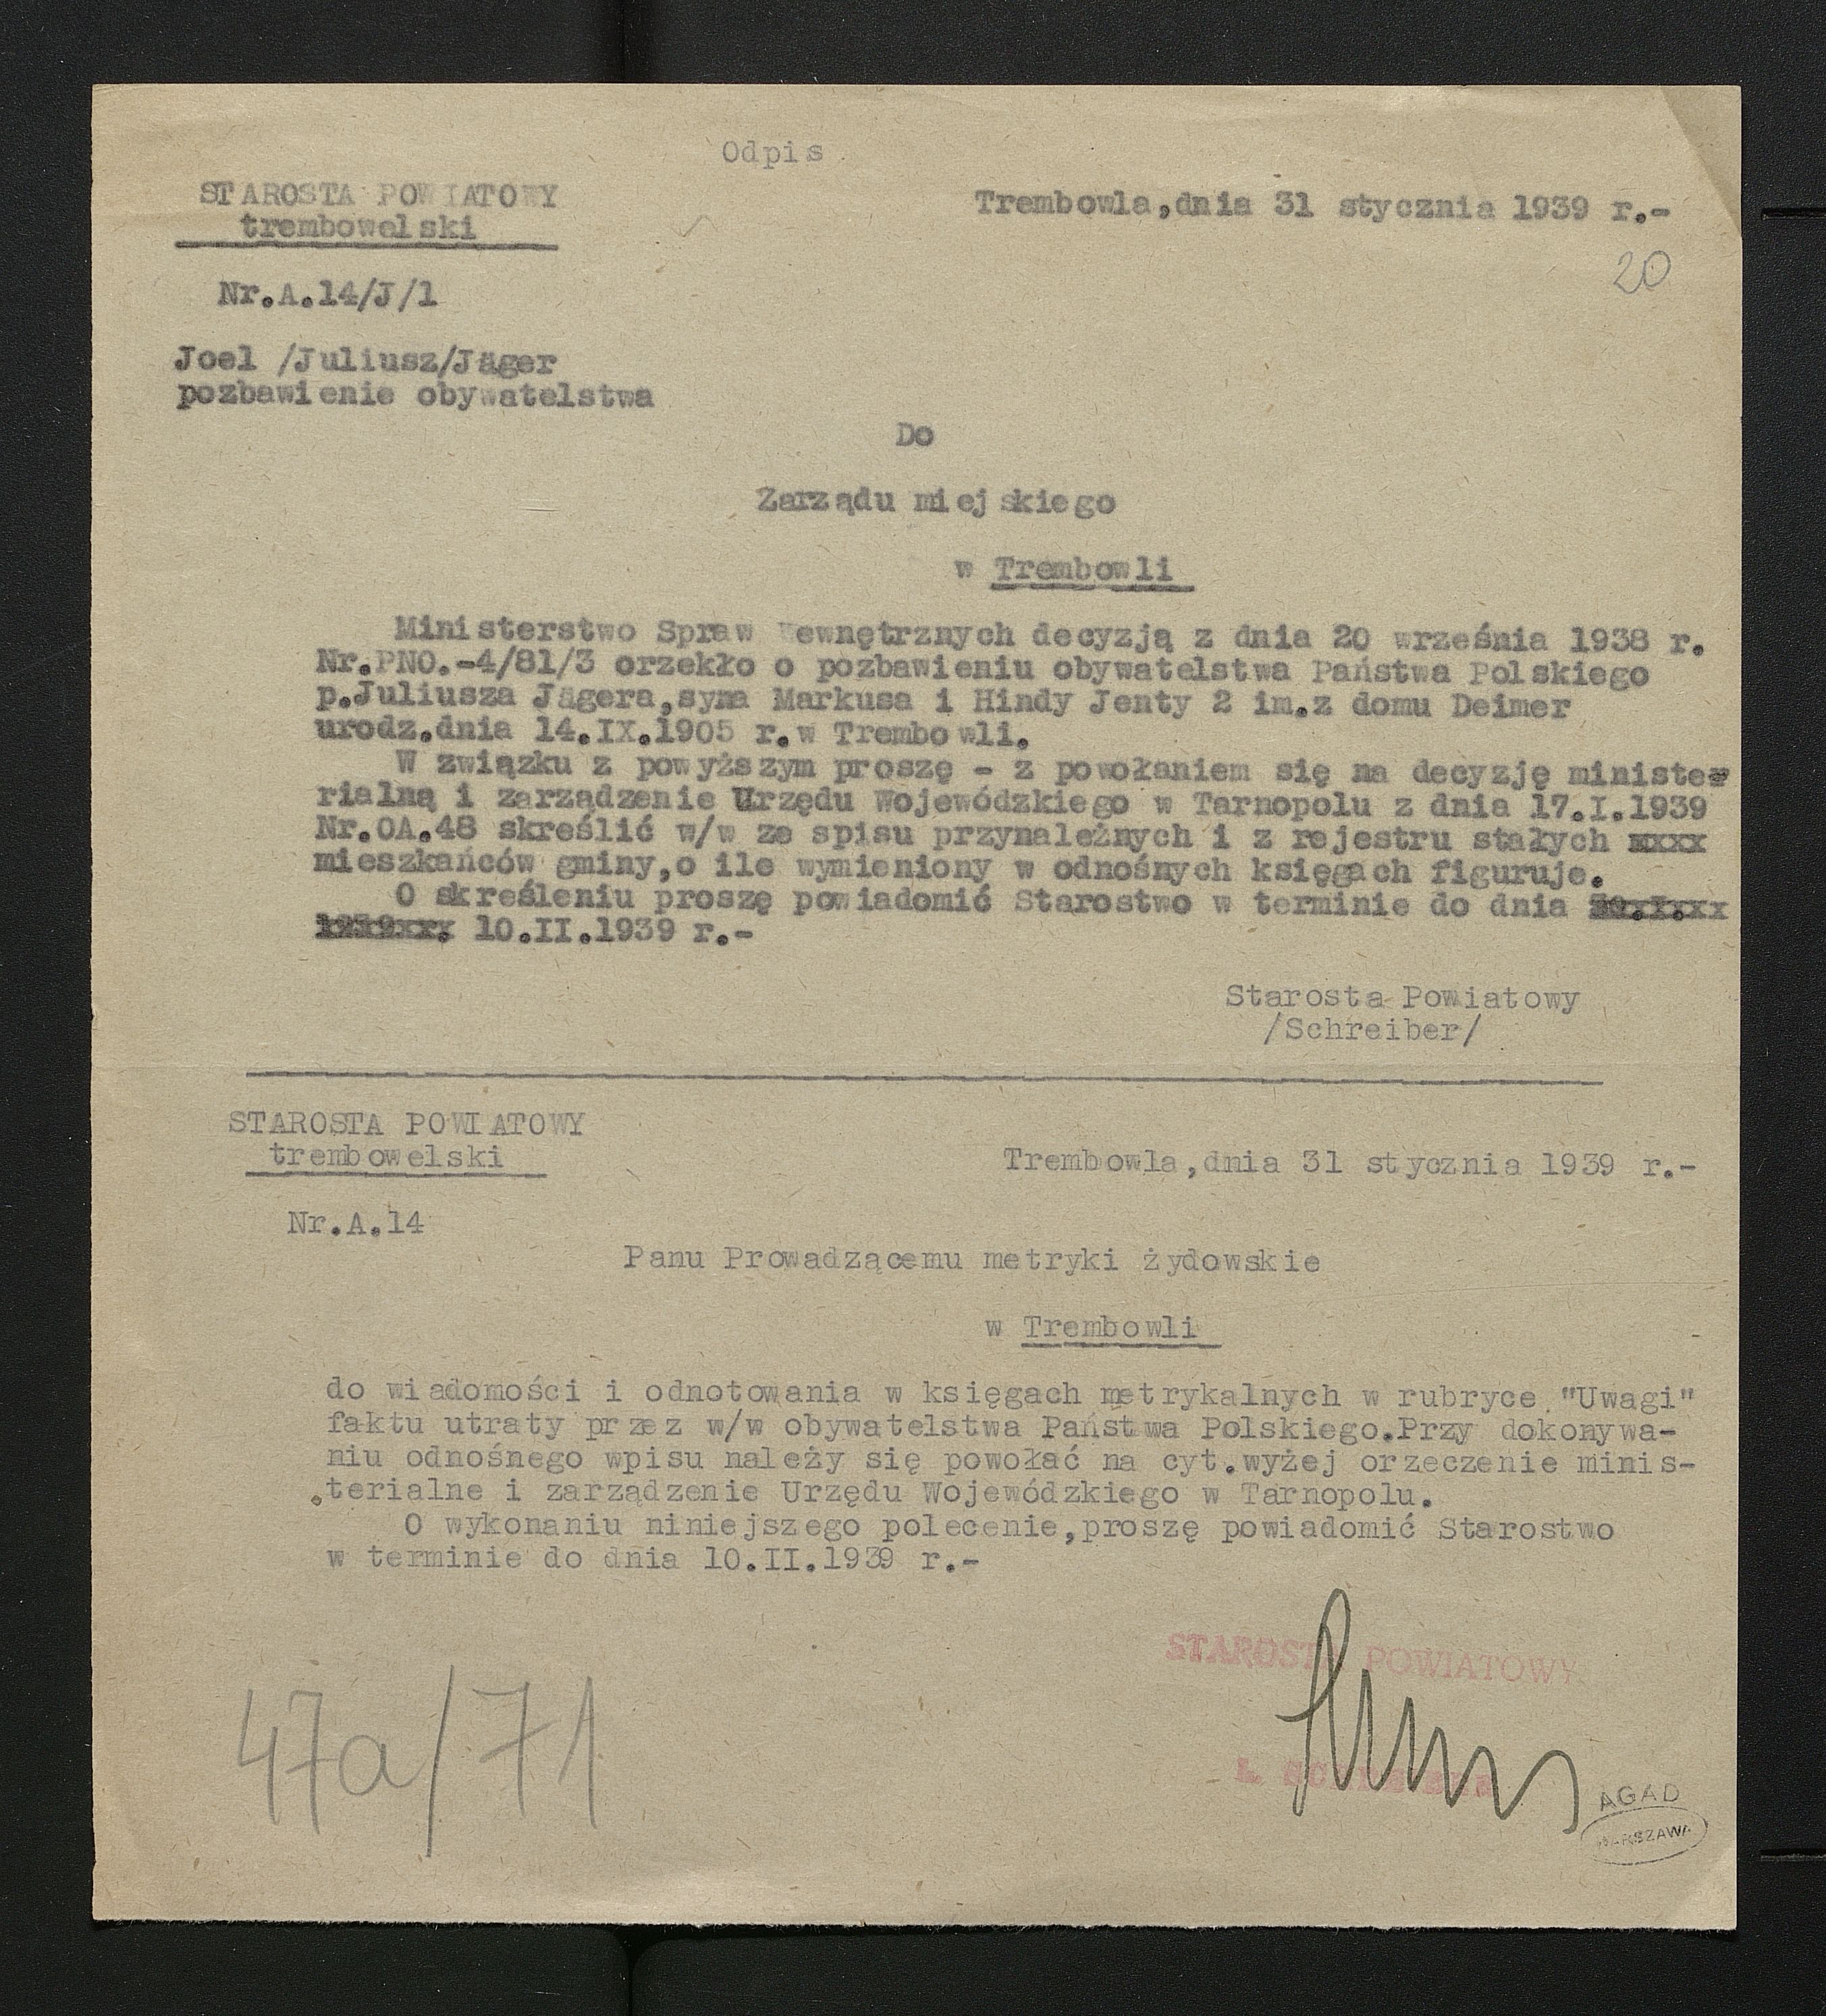 Odpis
STAROSTA POWIATOWY
trembowelski
Trembowla,dnia 31 stycznia 1939 r.-
20
Nr.A.14/J/1
Joel /Juliusz/Jäger
pozbawienie obywatelstwa
Do
Zarządu miejskiego
w Trembowli
Ministerstwo Spraw Wewnętrznych decyzją z dnia 20 września 1938 r.
Nr.PNO.-4/81/3 orzekło o pozbawieniu obywatelstwa Państwa Polskiego
p.Juliusza Jägera,syna Markusa i Hindy Jenty 2 im.z domu Deimer
urodz.dnia 14.IX.1905 r.w Trembowli.
W związku z powyższym proszę - z powołaniem się na decyzję ministe-
rialną i zarządzenie Urzędu Wojewódzkiego w Tarnopolu z dnia 17.I.1939
Nr.OA.48 skreślić w/w ze spisu przynależnych i z rejestru stałych xxxx
mieszkańców gminy,o ile wymieniony w odnośnych księgach figuruje.
O skreśleniu proszę powiadomić Starostwo w terminie do dnia
10.II.1939 r.-
Starosta Powiatowy
/Schreiber/
STAROSTA POWIATOWY
trembowelski
Trembowla,dnia 31 stycznia 1939 r.-
Nr.A.14
Panu Prowadzącemu metryki żydowskie
w Trembowli
do wiadomości i odnotowania w księgach metrykalnych w rubryce "Uwagi"
faktu utraty przez w/w obywatelstwa Państwa Polskiego.Przy dokonywa-
niu odnośnego wpisu należy się powołać na cyt.wyżej orzeczenie minis-
terialne i zarządzenie Urzędu Wojewódzkiego w Tarnopolu.
O wykonaniu niniejszego polecenie,proszę powiadomić Starostwo
w terminie do dnia 10.II.1939 r.-
STAROSTA POWIATOWY
47a/71
AGAD
WARSZAWA